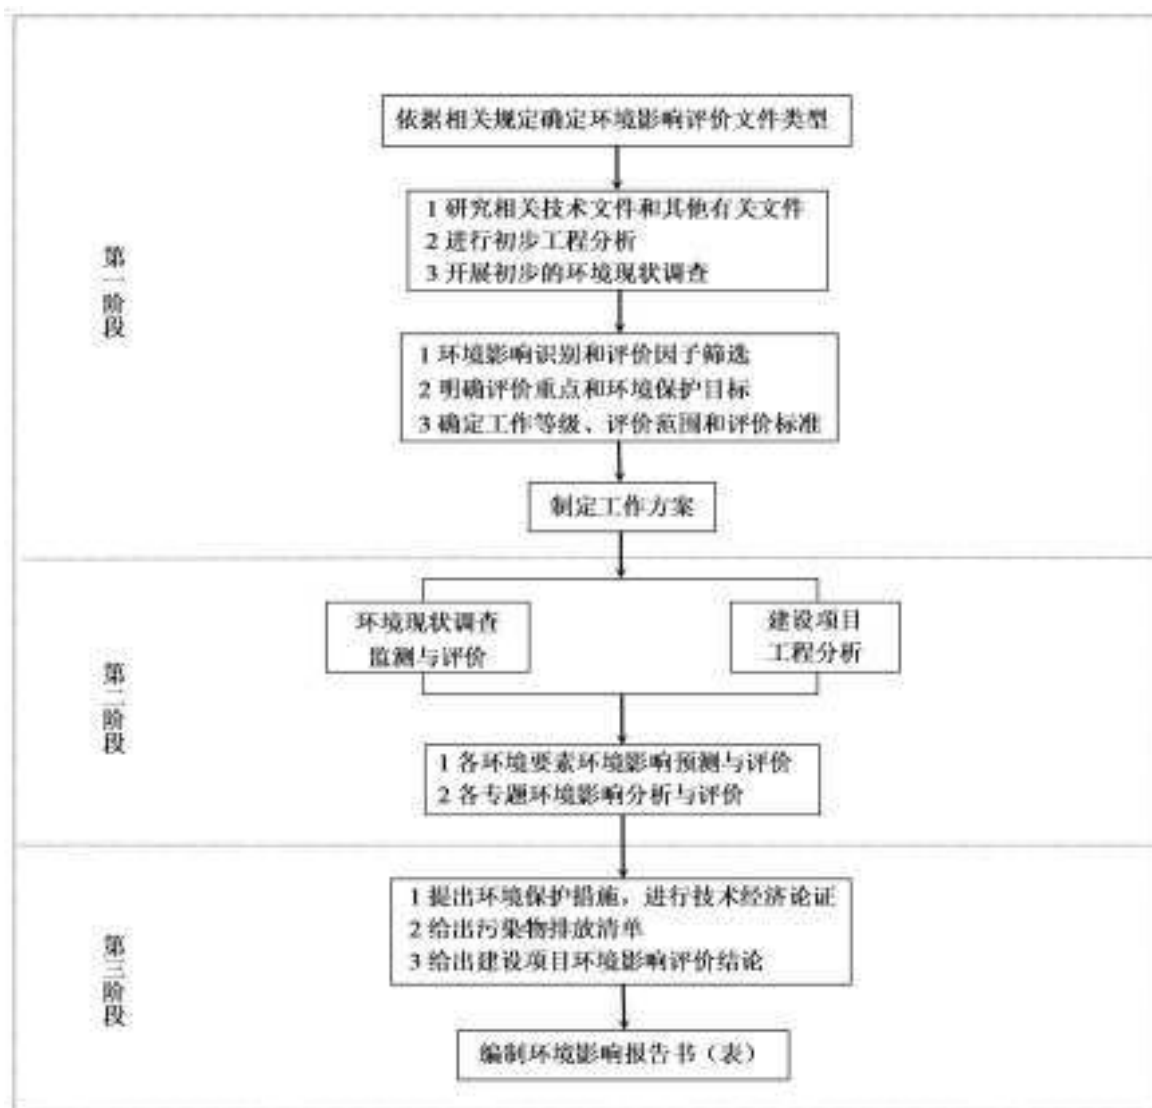 依据相关规定确定环境影响评价文件类型
1 研究相关技术文件和其他有关文件
2 进行初步工程分析
3 开展初步的环境现状调查
第一阶段
1 环境影响识别和评价因子筛选
2 明确评价重点和环境保护目标
3 确定工作等级、评价范围和评价标准
制定工作方案
环境现状调查
监测与评价
建设项目
工程分析
第二阶段
1 各环境要素环境影响预测与评价
2 各专题环境影响分析与评价
1 提出环境保护措施，进行技术经济论证
2 给出污染物排放清单
3 给出建设项目环境影响评价结论
第三阶段
编制环境影响报告书（表）